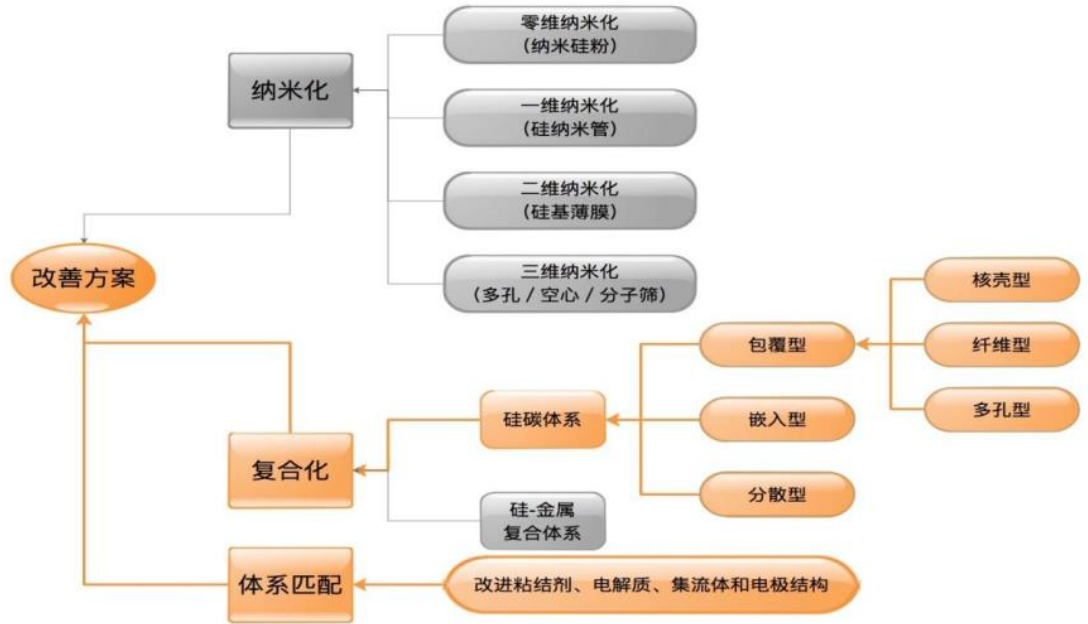 零维纳米化
（纳米硅粉）
纳米化
一维纳米化
（硅纳米管）
二维纳米化
（硅基薄膜）
三维纳米化
（多孔 / 空心 / 分子筛）
改善方案
核壳型
包覆型
纤维型
多孔型
硅碳体系
嵌入型
复合化
分散型
硅-金属
复合体系
体系匹配
改进粘结剂、电解质、集流体和电极结构